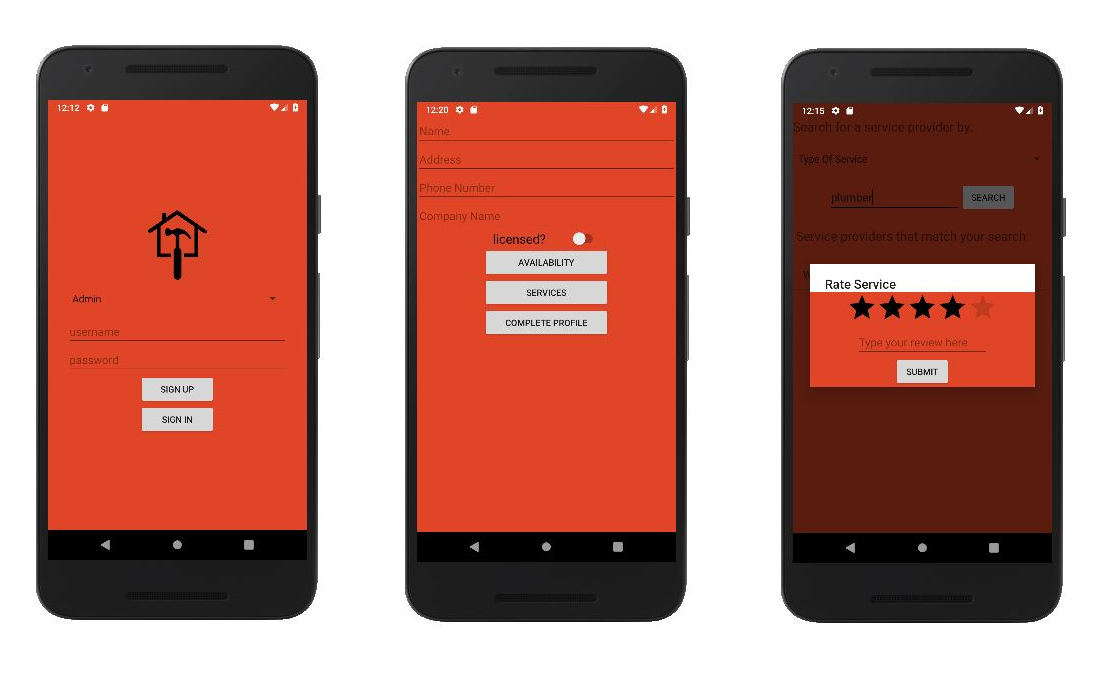 12:12
Admin
username
password
SIGN UP
SIGN IN
12:20
Name
Address
Phone Number
Company Name
licensed?
AVAILABILITY
SERVICES
COMPLETE PROFILE
12:15
Search for a service provider by:
Type Of Service
plumber SEARCH
Service providers that match your search:
Rate Service
Type your review here
SUBMIT